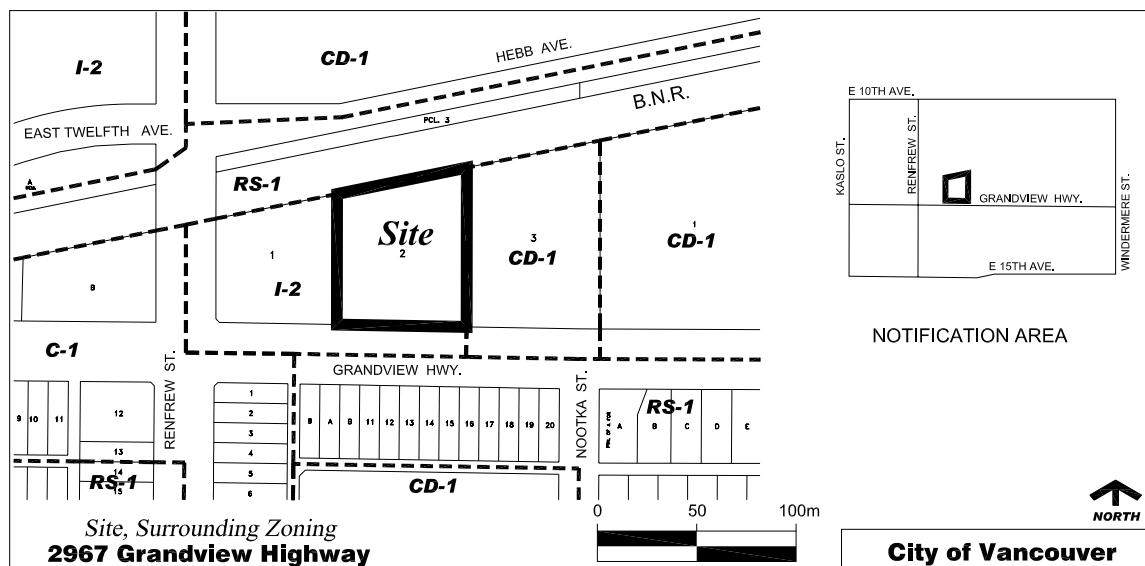 I-2
CD-1
HEBB AVE.
B.N.R.
EAST TWELFTH AVE.
PCL. 3
A
RS-1
Site
2
1
I-2
3
CD-1
1
CD-1
B
C-1
RENFREW ST.
GRANDVIEW HWY.
NOOTKA ST.
9 10 11
12
13
14
15
RS-1
1
2
3
4
5
6
B A B 11 12 13 14 15 16 17 18 19 20
CD-1
A B C D E
RS-1
E 10TH AVE.
KASLO ST.
RENFREW ST.
GRANDVIEW HWY.
WINDERMERE ST.
E 15TH AVE.
NOTIFICATION AREA
0 50 100m
NORTH
Site, Surrounding Zoning
2967 Grandview Highway
City of Vancouver